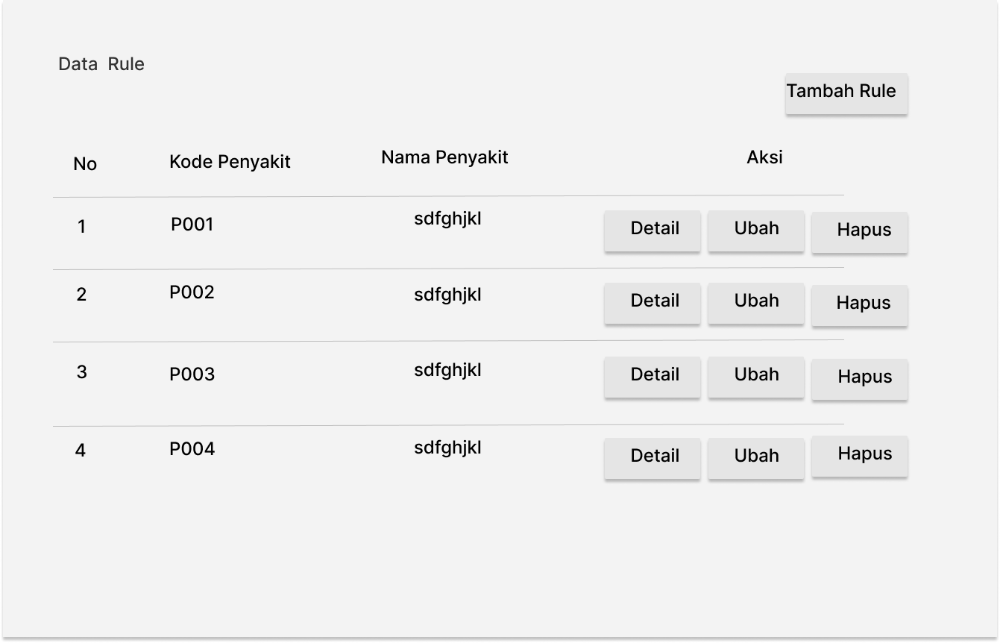 Data Rule
Tambah Rule
No Kode Penyakit Nama Penyakit Aksi
1 P001 sdfghjkl Detail Ubah Hapus
2 P002 sdfghjkl Detail Ubah Hapus
3 P003 sdfghjkl Detail Ubah Hapus
4 P004 sdfghjkl Detail Ubah Hapus